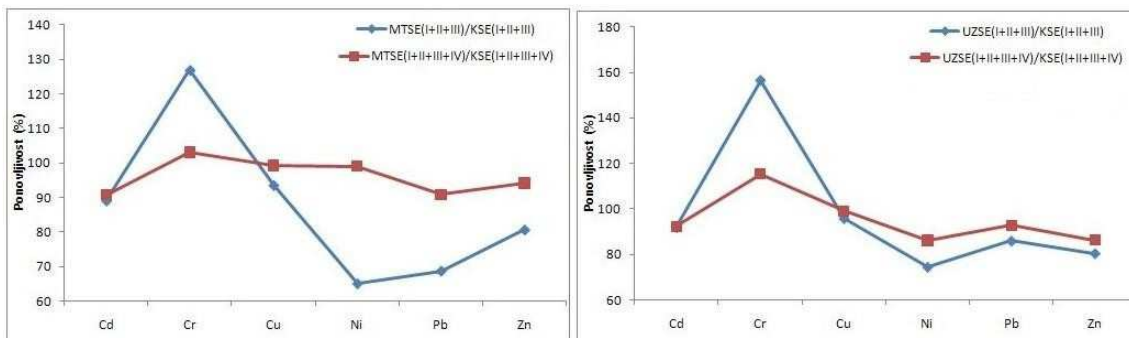 MTSE(I+II+III)/KSE(I+II+III)
MTSE(I+II+III+IV)/KSE(I+II+III+IV)
Ponovljivost (%)
140
130
120
110
100
90
80
70
60
Cd Cr Cu Ni Pb Zn
UZSE(I+II+III)/KSE(I+II+III)
UZSE(I+II+III+IV)/KSE(I+II+III+IV)
Ponovljivost (%)
180
160
140
120
100
80
60
Cd Cr Cu Ni Pb Zn